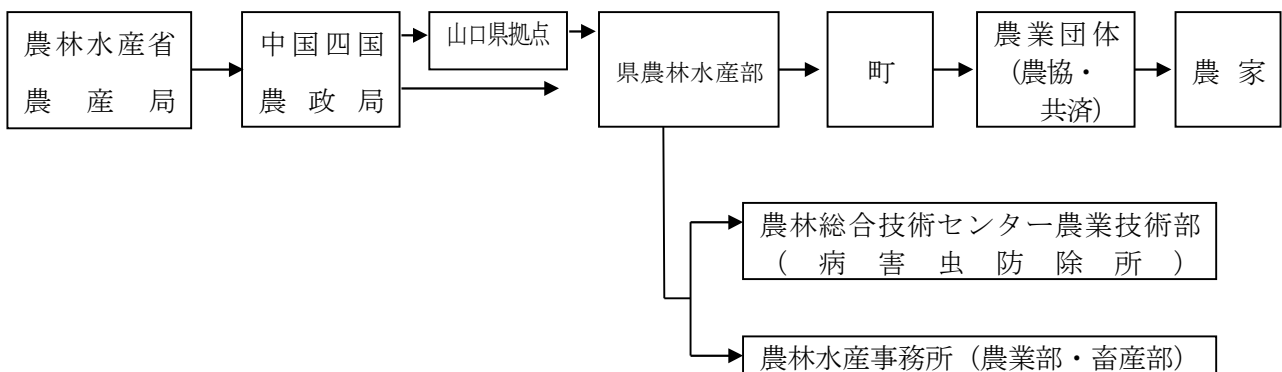 農林水産省
農産局
中国四国
農政局
山口県拠点
県農林水産部
町
農業団体
(農協・
共済)
農家
農林総合技術センター農業技術部
(病害虫防除所)
農林水産事務所(農業部・畜産部)